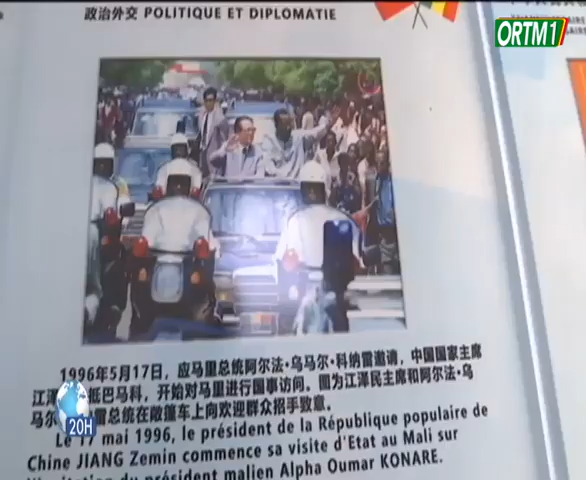 政治外交 POLITIQUE ET DIPLOMATIE
ORTM1
1996年5月17日，应马里总统阿尔法·乌马尔·科纳雷邀请，中国国家主席
江泽 抵巴马科，开始对马里进行国事访问。图为江泽民主席和阿尔法·乌
马尔 雷总统在敞篷车上向欢迎群众招手致意。
20H
Le 17 mai 1996, le président de la République populaire de
Chine JIANG Zemin commence sa visite d'Etat au Mali sur
l'invitation du président malien Alpha Oumar KONARE.